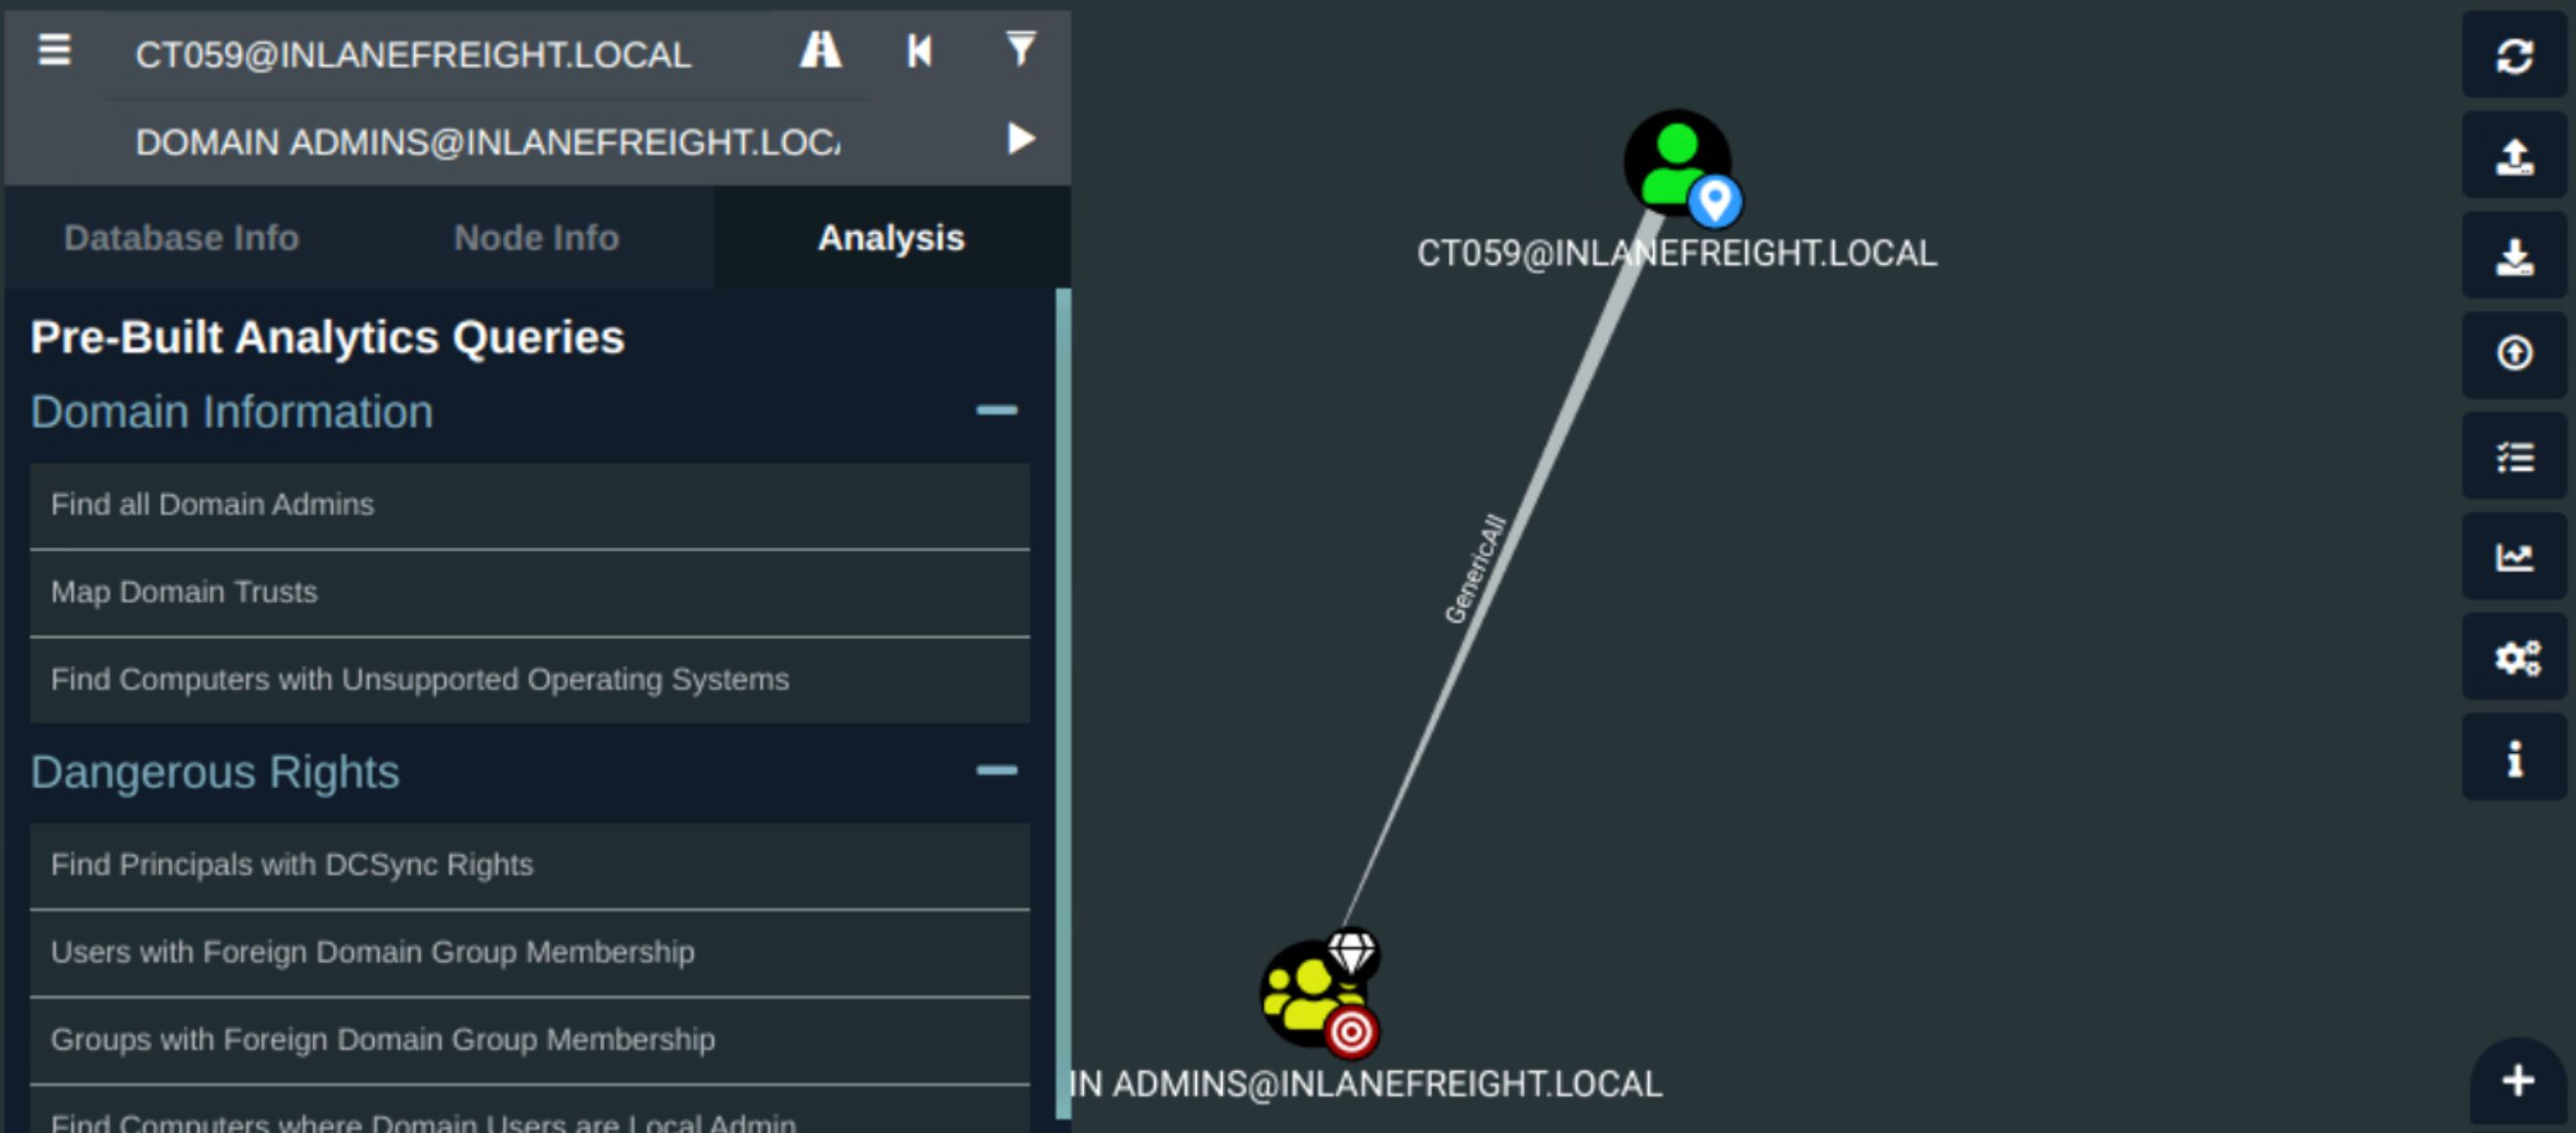 CT059@INLANEFREIGHT.LOCAL
DOMAIN ADMINS@INLANEFREIGHT.LOC
Database Info
Node Info
Analysis
Pre-Built Analytics Queries
Domain Information
Find all Domain Admins
Map Domain Trusts
Find Computers with Unsupported Operating Systems
Dangerous Rights
Find Principals with DCSync Rights
Users with Foreign Domain Group Membership
Groups with Foreign Domain Group Membership
Find Computers where Domain Users are Local Admin
CT059@INLANEFREIGHT.LOCAL
GenericAll
IN ADMINS@INLANEFREIGHT.LOCAL